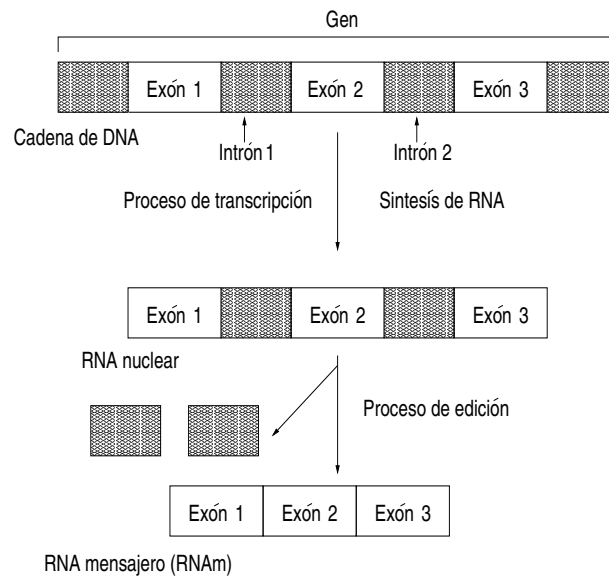 Gen
Exón 1 Exón 2 Exón 3
Cadena de DNA
Intrón 1 Intrón 2
Proceso de transcripción Sintesís de RNA
Exón 1 Exón 2 Exón 3
RNA nuclear
Proceso de edición
Exón 1 Exón 2 Exón 3
RNA mensajero (RNAm)